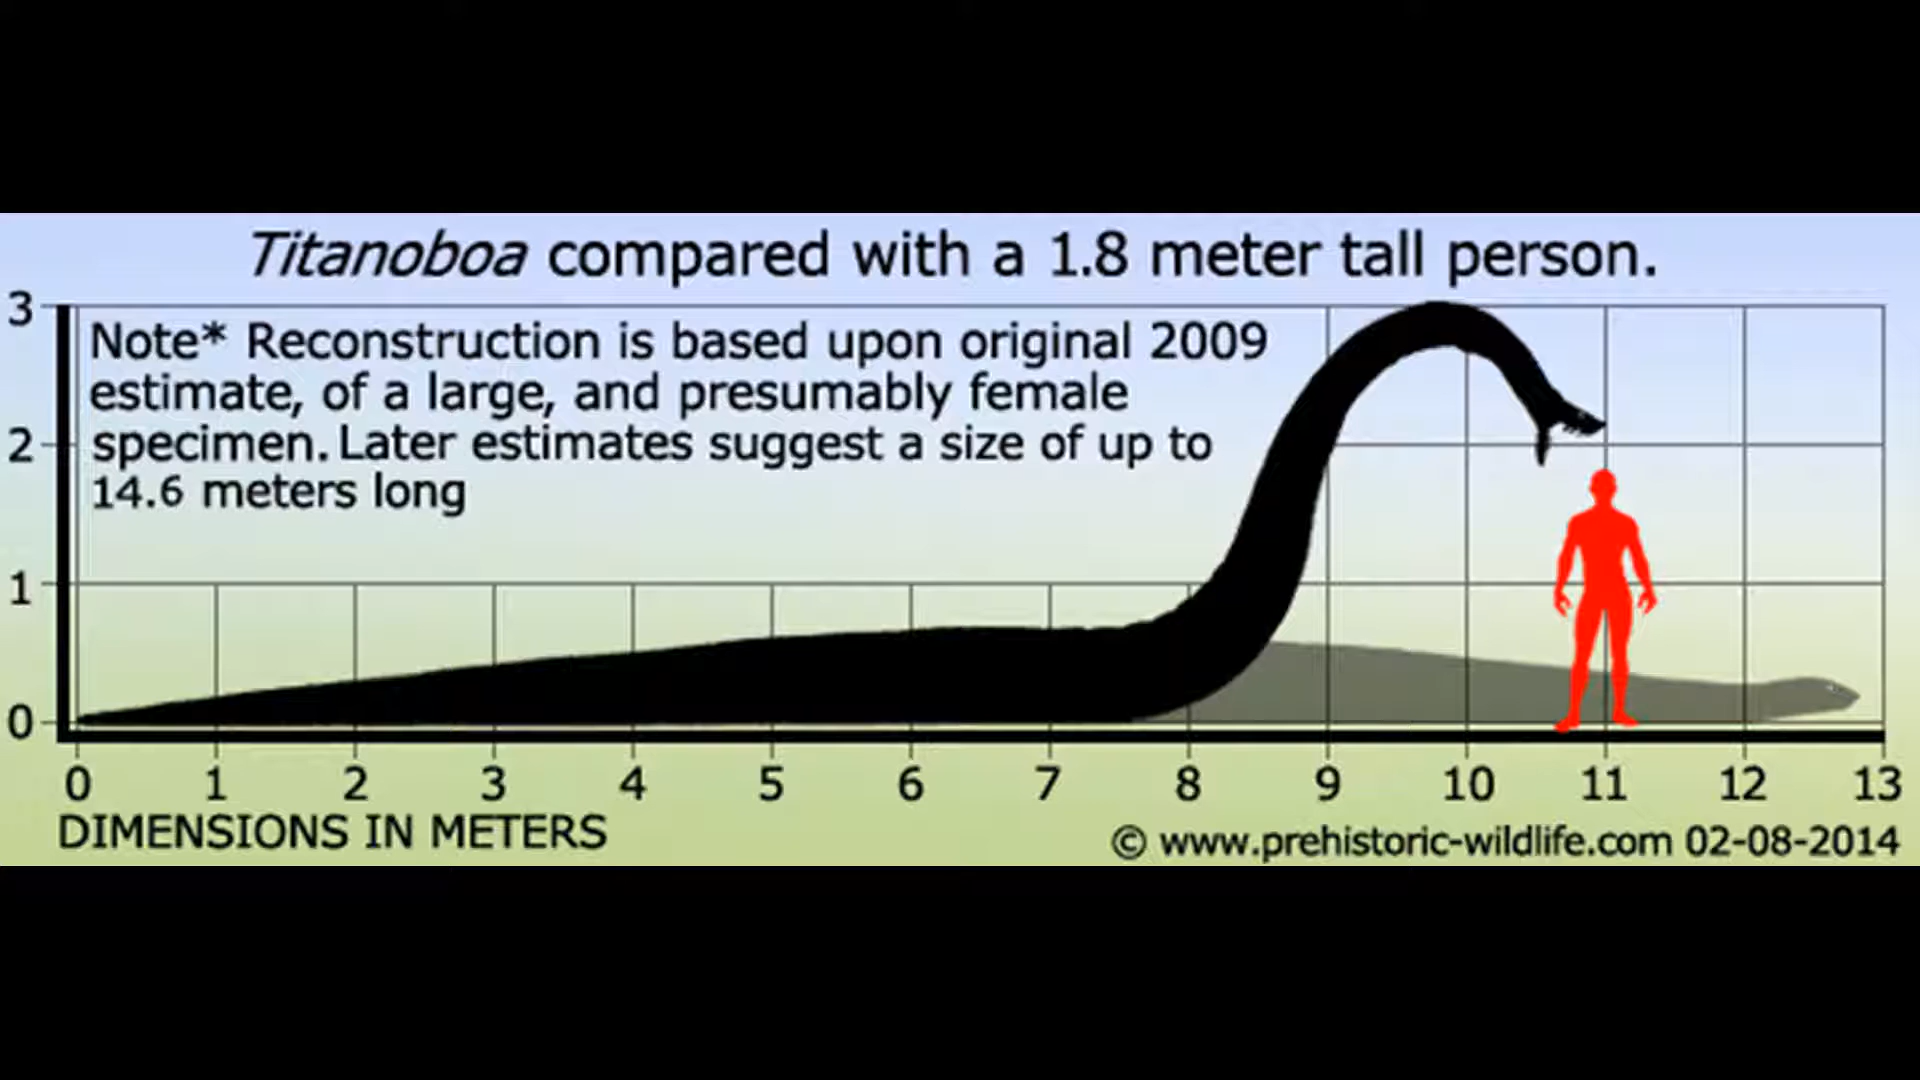 Titanoboa compared with a 1.8 meter tall person.
Note* Reconstruction is based upon original 2009
estimate, of a large, and presumably female
specimen. Later estimates suggest a size of up to
14.6 meters long
3
2
1
0
0 1 2 3 4 5 6 7 8 9 10 11 12 13
DIMENSIONS IN METERS
© www.prehistoric-wildlife.com 02-08-2014